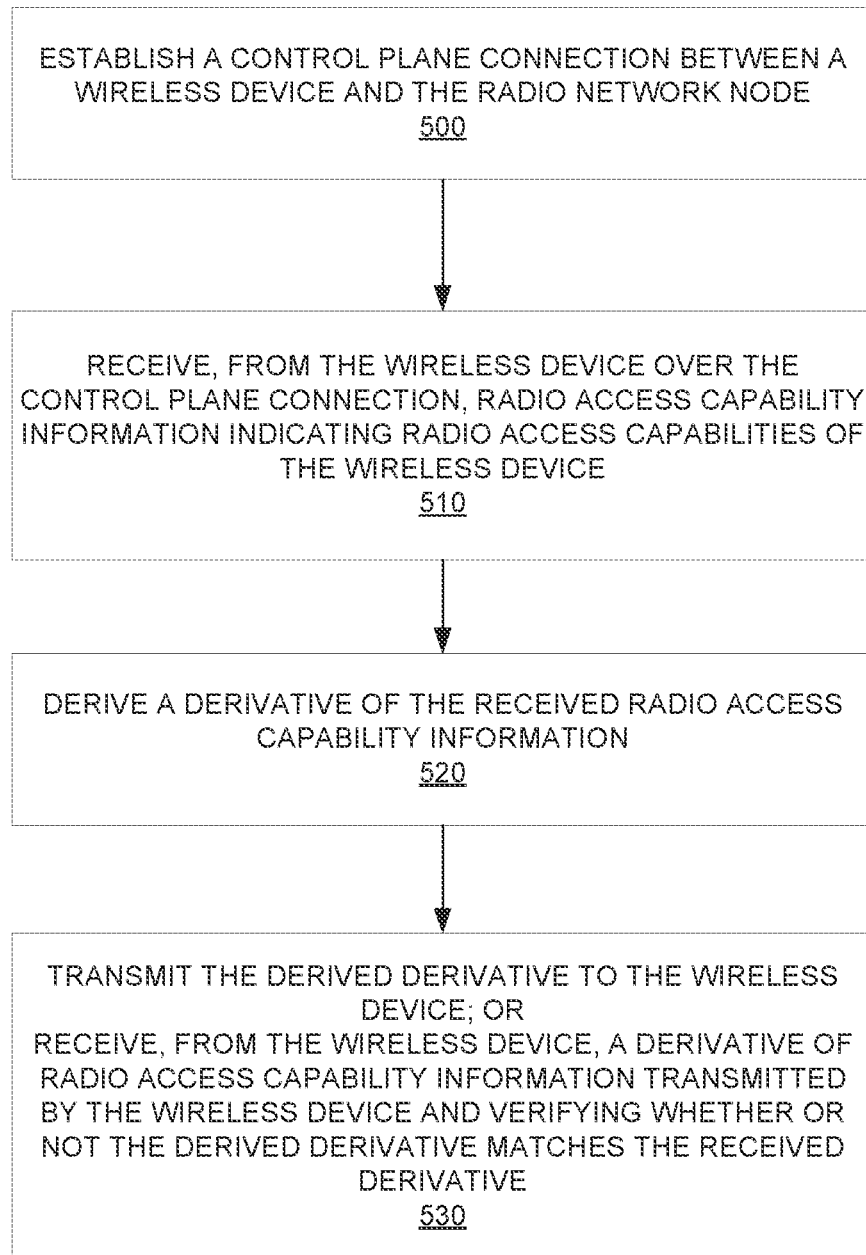 ESTABLISH A CONTROL PLANE CONNECTION BETWEEN A
WIRELESS DEVICE AND THE RADIO NETWORK NODE
500
RECEIVE, FROM THE WIRELESS DEVICE OVER THE
CONTROL PLANE CONNECTION, RADIO ACCESS CAPABILITY
INFORMATION INDICATING RADIO ACCESS CAPABILITIES OF
THE WIRELESS DEVICE
510
DERIVE A DERIVATIVE OF THE RECEIVED RADIO ACCESS
CAPABILITY INFORMATION
520
TRANSMIT THE DERIVED DERIVATIVE TO THE WIRELESS
DEVICE; OR
RECEIVE, FROM THE WIRELESS DEVICE, A DERIVATIVE OF
RADIO ACCESS CAPABILITY INFORMATION TRANSMITTED
BY THE WIRELESS DEVICE AND VERIFYING WHETHER OR
NOT THE DERIVED DERIVATIVE MATCHES THE RECEIVED
DERIVATIVE
530